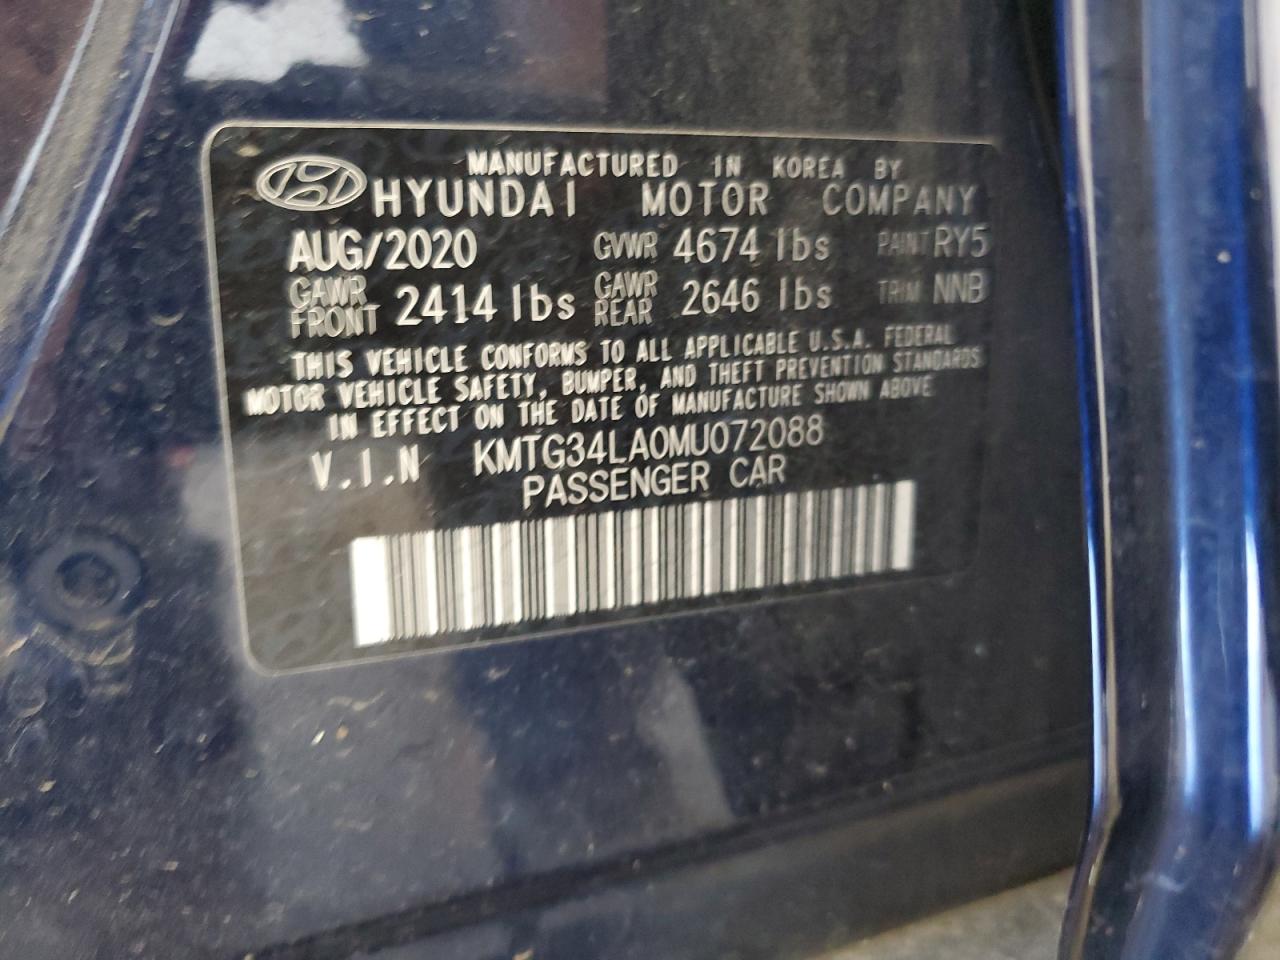 MANUFACTURED IN KOREA BY
HYUNDAI MOTOR COMPANY
AUG/2020 GVWR 4674 lbs PAINT RY5
GAWR FRONT 2414 lbs GAWR REAR 2646 lbs TRIM NNB
THIS VEHICLE CONFORMS TO ALL APPLICABLE U.S.A. FEDERAL
MOTOR VEHICLE SAFETY, BUMPER, AND THEFT PREVENTION STANDARDS
IN EFFECT ON THE DATE OF MANUFACTURE SHOWN ABOVE
V.I.N KMTG34LA0MU072088
PASSENGER CAR